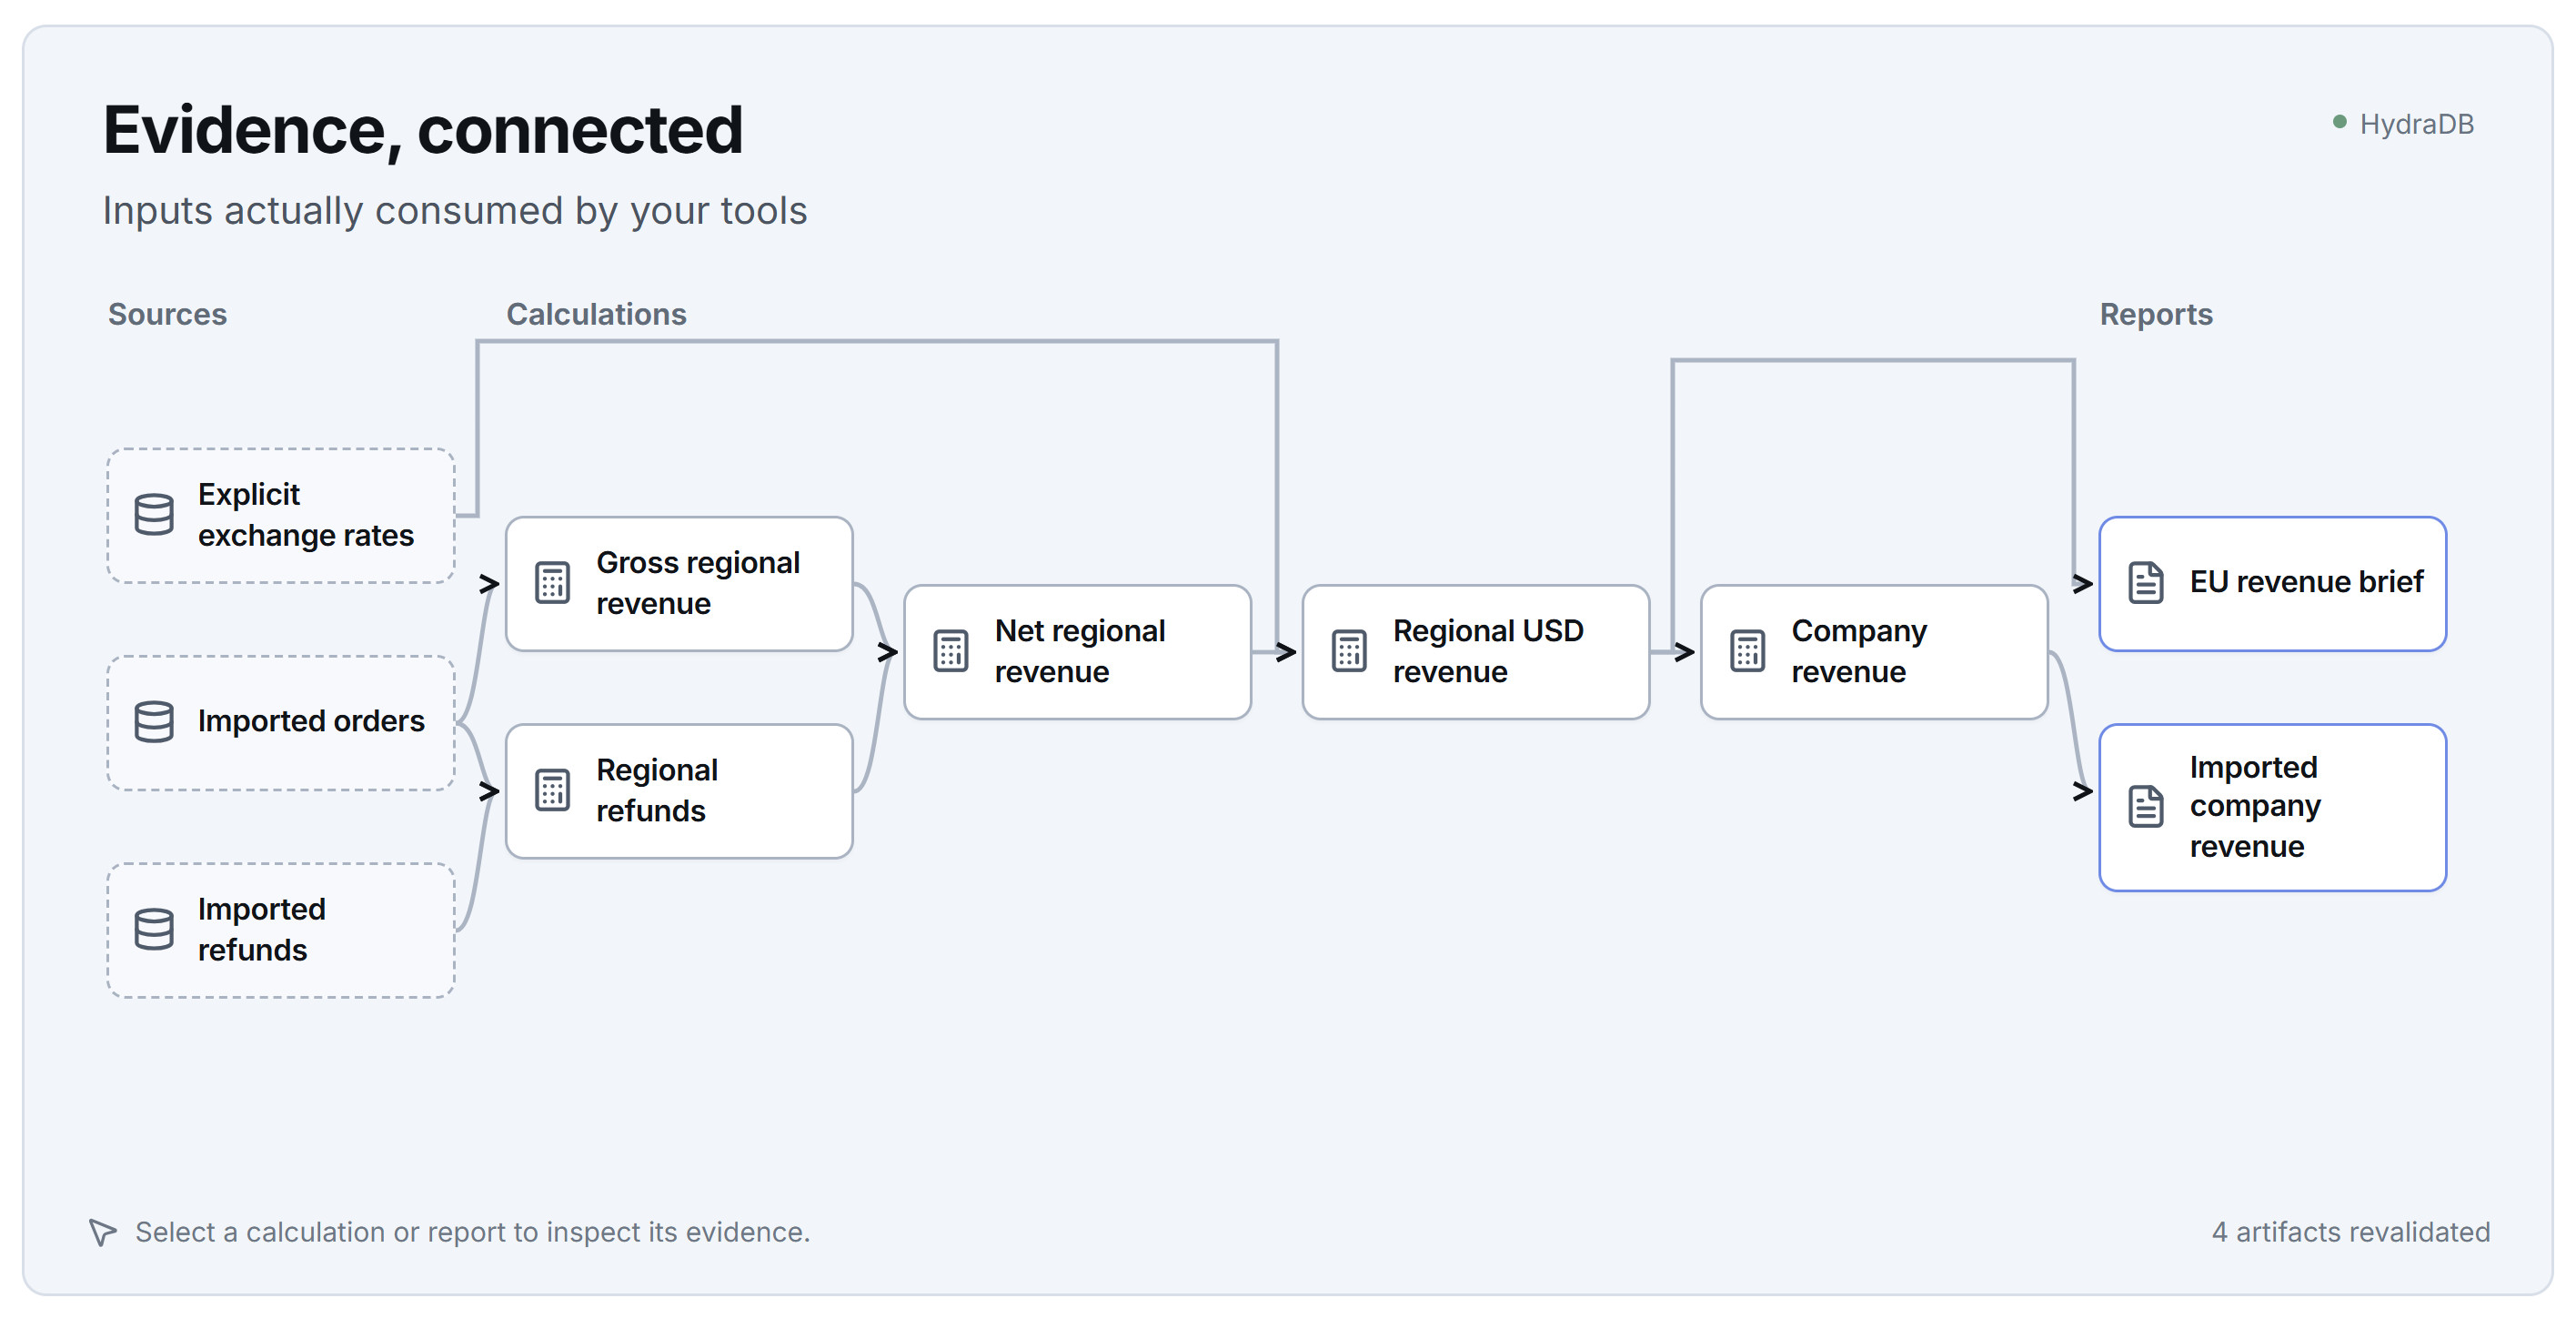 Evidence, connected
HydraDB
Inputs actually consumed by your tools
Sources
Calculations
Reports
Explicit
exchange rates
Imported orders
Imported
refunds
Gross regional
revenue
Regional
refunds
Net regional
revenue
Regional USD
revenue
Company
revenue
EU revenue brief
Imported
company
revenue
Select a calculation or report to inspect its evidence.
4 artifacts revalidated